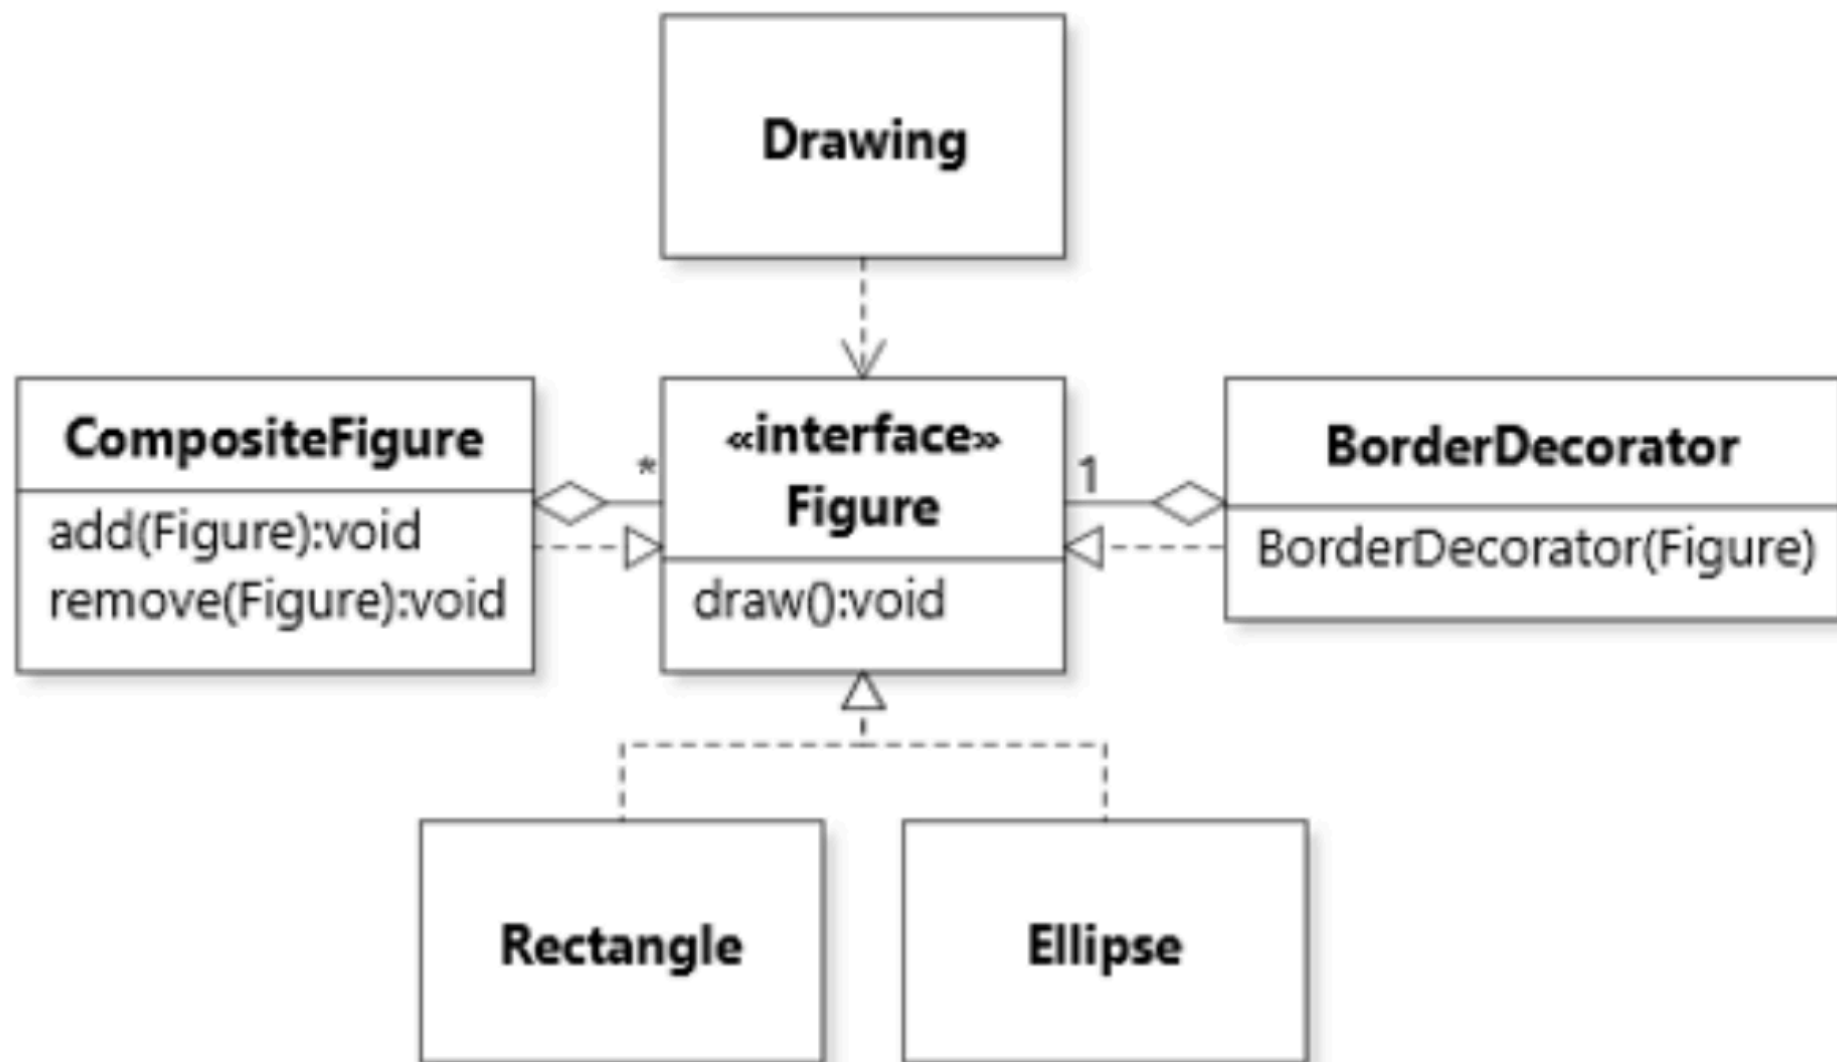 Drawing
CompositeFigure
add(Figure):void
remove(Figure):void
*
«interface»
Figure
draw():void
1
BorderDecorator
BorderDecorator(Figure)
Rectangle
Ellipse